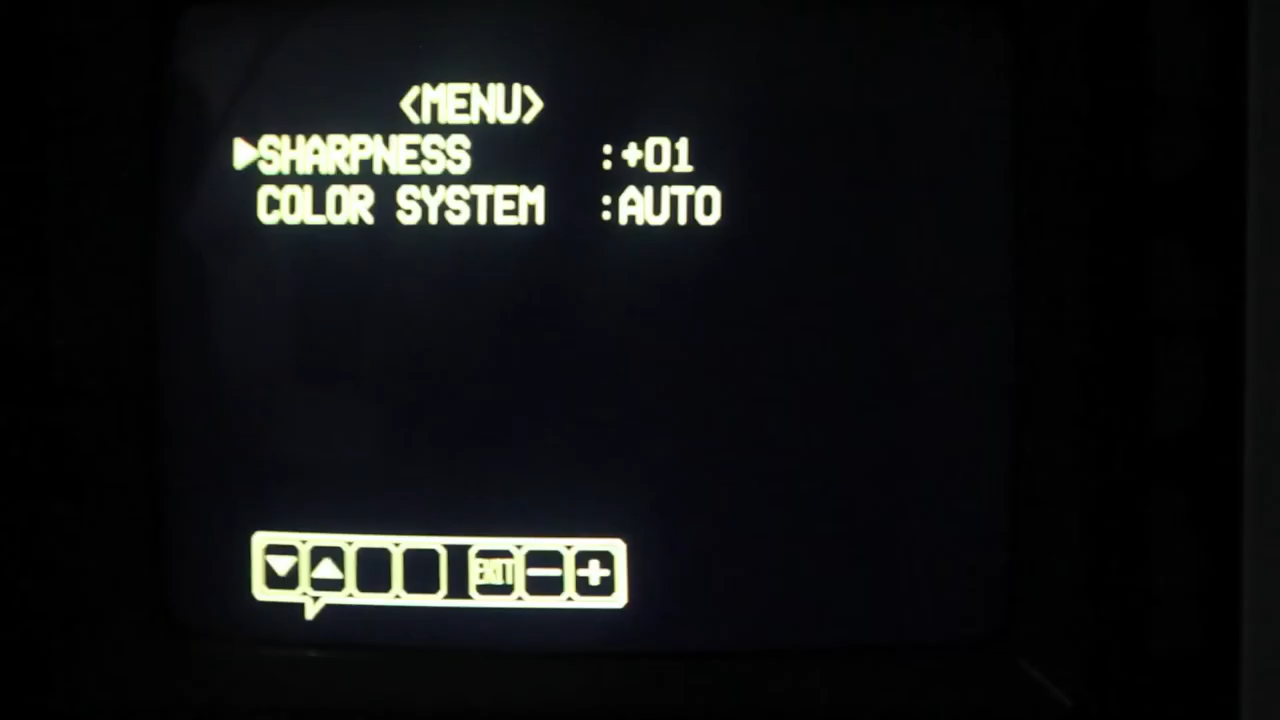 <MENU>
▶SHARPNESS :+01
COLOR SYSTEM :AUTO
▼ ▲ EXIT − +